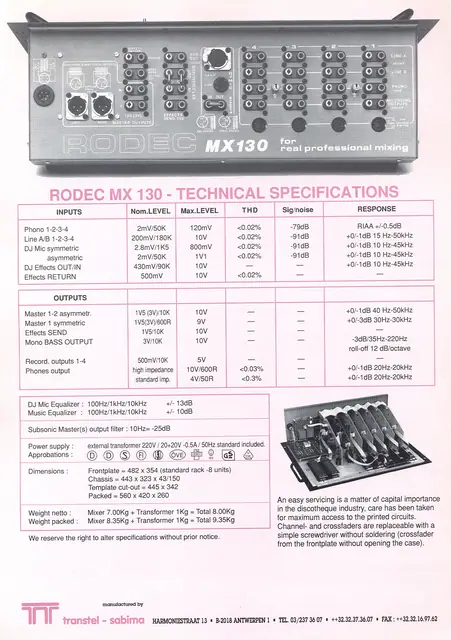 4 3 2 1
LINE A
RODEC MX130 for
real professional mixing
RODEC MX 130 - TECHNICAL SPECIFICATIONS
INPUTS Nom.LEVEL Max.LEVEL THD Sig/noise RESPONSE
Phono 1-2-3-4 2mV/50K 120mV <0.02% -79dB RIAA +/-0.5dB
Line A/B 1-2-3-4 200mV/180K 10V <0.02% -91dB +0/-1dB 15 Hz-50kHz
DJ Mic symmetric 2.8mV/1K5 800mV <0.02% -91dB +0/-1dB 10 Hz-45kHz
asymetric 2mV/50K 1V1 <0.02% -91dB +0/-1dB 10 Hz-45kHz
DJ Effects OUT/IN 430mV/90K 10V — — +0/-1dB 10 Hz-45kHz
Effects RETURN 500mV 10V <0.02% — —
OUTPUTS
Master 1-2 asymmetr. 1V5(3V)/10K 10V — — +0/-1dB 40 Hz-50kHz
Master 1 symmetric 1V5(3V)/600R 9V — — +0/-3dB 30Hz-30kHz
Effects SEND 1V5/10K 10V — — —
Mono BASS OUTPUT 3V/10K 10V — — -3dB/35Hz-220Hz
roll-off 12 dB/octave
Record. outputs 1-4 500mV/10K 5V — — —
Phones output high impedance 10V/600R <0.03% — +0/-1dB 20Hz-20kHz
standard imp. 4V/50R <0.3% — +0/-1dB 20Hz-20kHz
DJ Mic Equalizer : 100Hz/1kHz/10kHz +/- 13dB
Music Equalizer : 100Hz/1kHz/10kHz +/- 10dB
Subsonic Master(s) output filter : 10Hz= -25dB
Power supply : external transformer 220V / 20+20V -0.5A / 50Hz standard included.
Approbations : D D S R OVE GS
Dimensions : Frontplate = 482 x 354 (standard rack -8 units)
Chassis = 443 x 323 x 43/150
Template cut-out = 445 x 342
Packed = 560 x 420 x 260
Weight netto : Mixer 7.00Kg + Transformer 1Kg = Total 8.00Kg
Weight packed : Mixer 8.35Kg + Transformer 1Kg = Total 9.35Kg
We reserve the right to alter specifications without prior notice.
An easy servicing is a matter of capital importance
in the discotheque industry, care has been taken
for maximum access to the printed circuits.
Channel- and crossfaders are replaceable with a
simple screwdriver without soldering (crossfader
from the frontplate without opening the case).
manufactured by
TT transtel - sabima HARMONIESTRAAT 13 • B-2018 ANTWERPEN 1 • TEL. 03/237 36 07 • ++32.32.37.36.07 • FAX : ++32.32.16.97.62